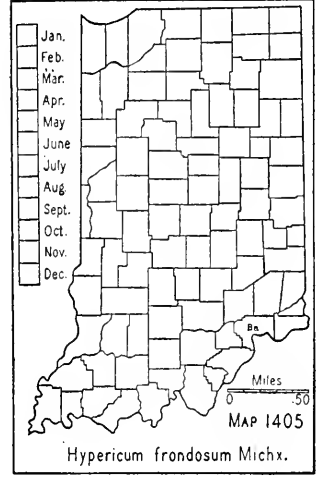 Jan.
Feb.
Mar.
Apr.
May
June
July
Aug.
Sept.
Oct.
Nov.
Dec.
Ba
Miles
0 50
MAP 1405
Hypericum frondosum Michx.